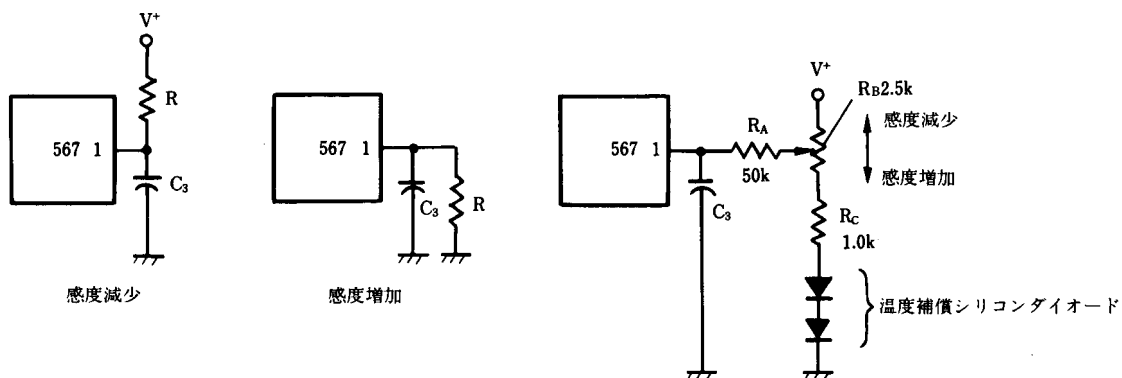 V⁺
R
567 1
C₃
感度減少
567 1
C₃
R
感度増加
V⁺
R_B2.5k
感度減少
感度増加
567 1
R_A
50k
C₃
R_C
1.0k
温度補償シリコンダイオード